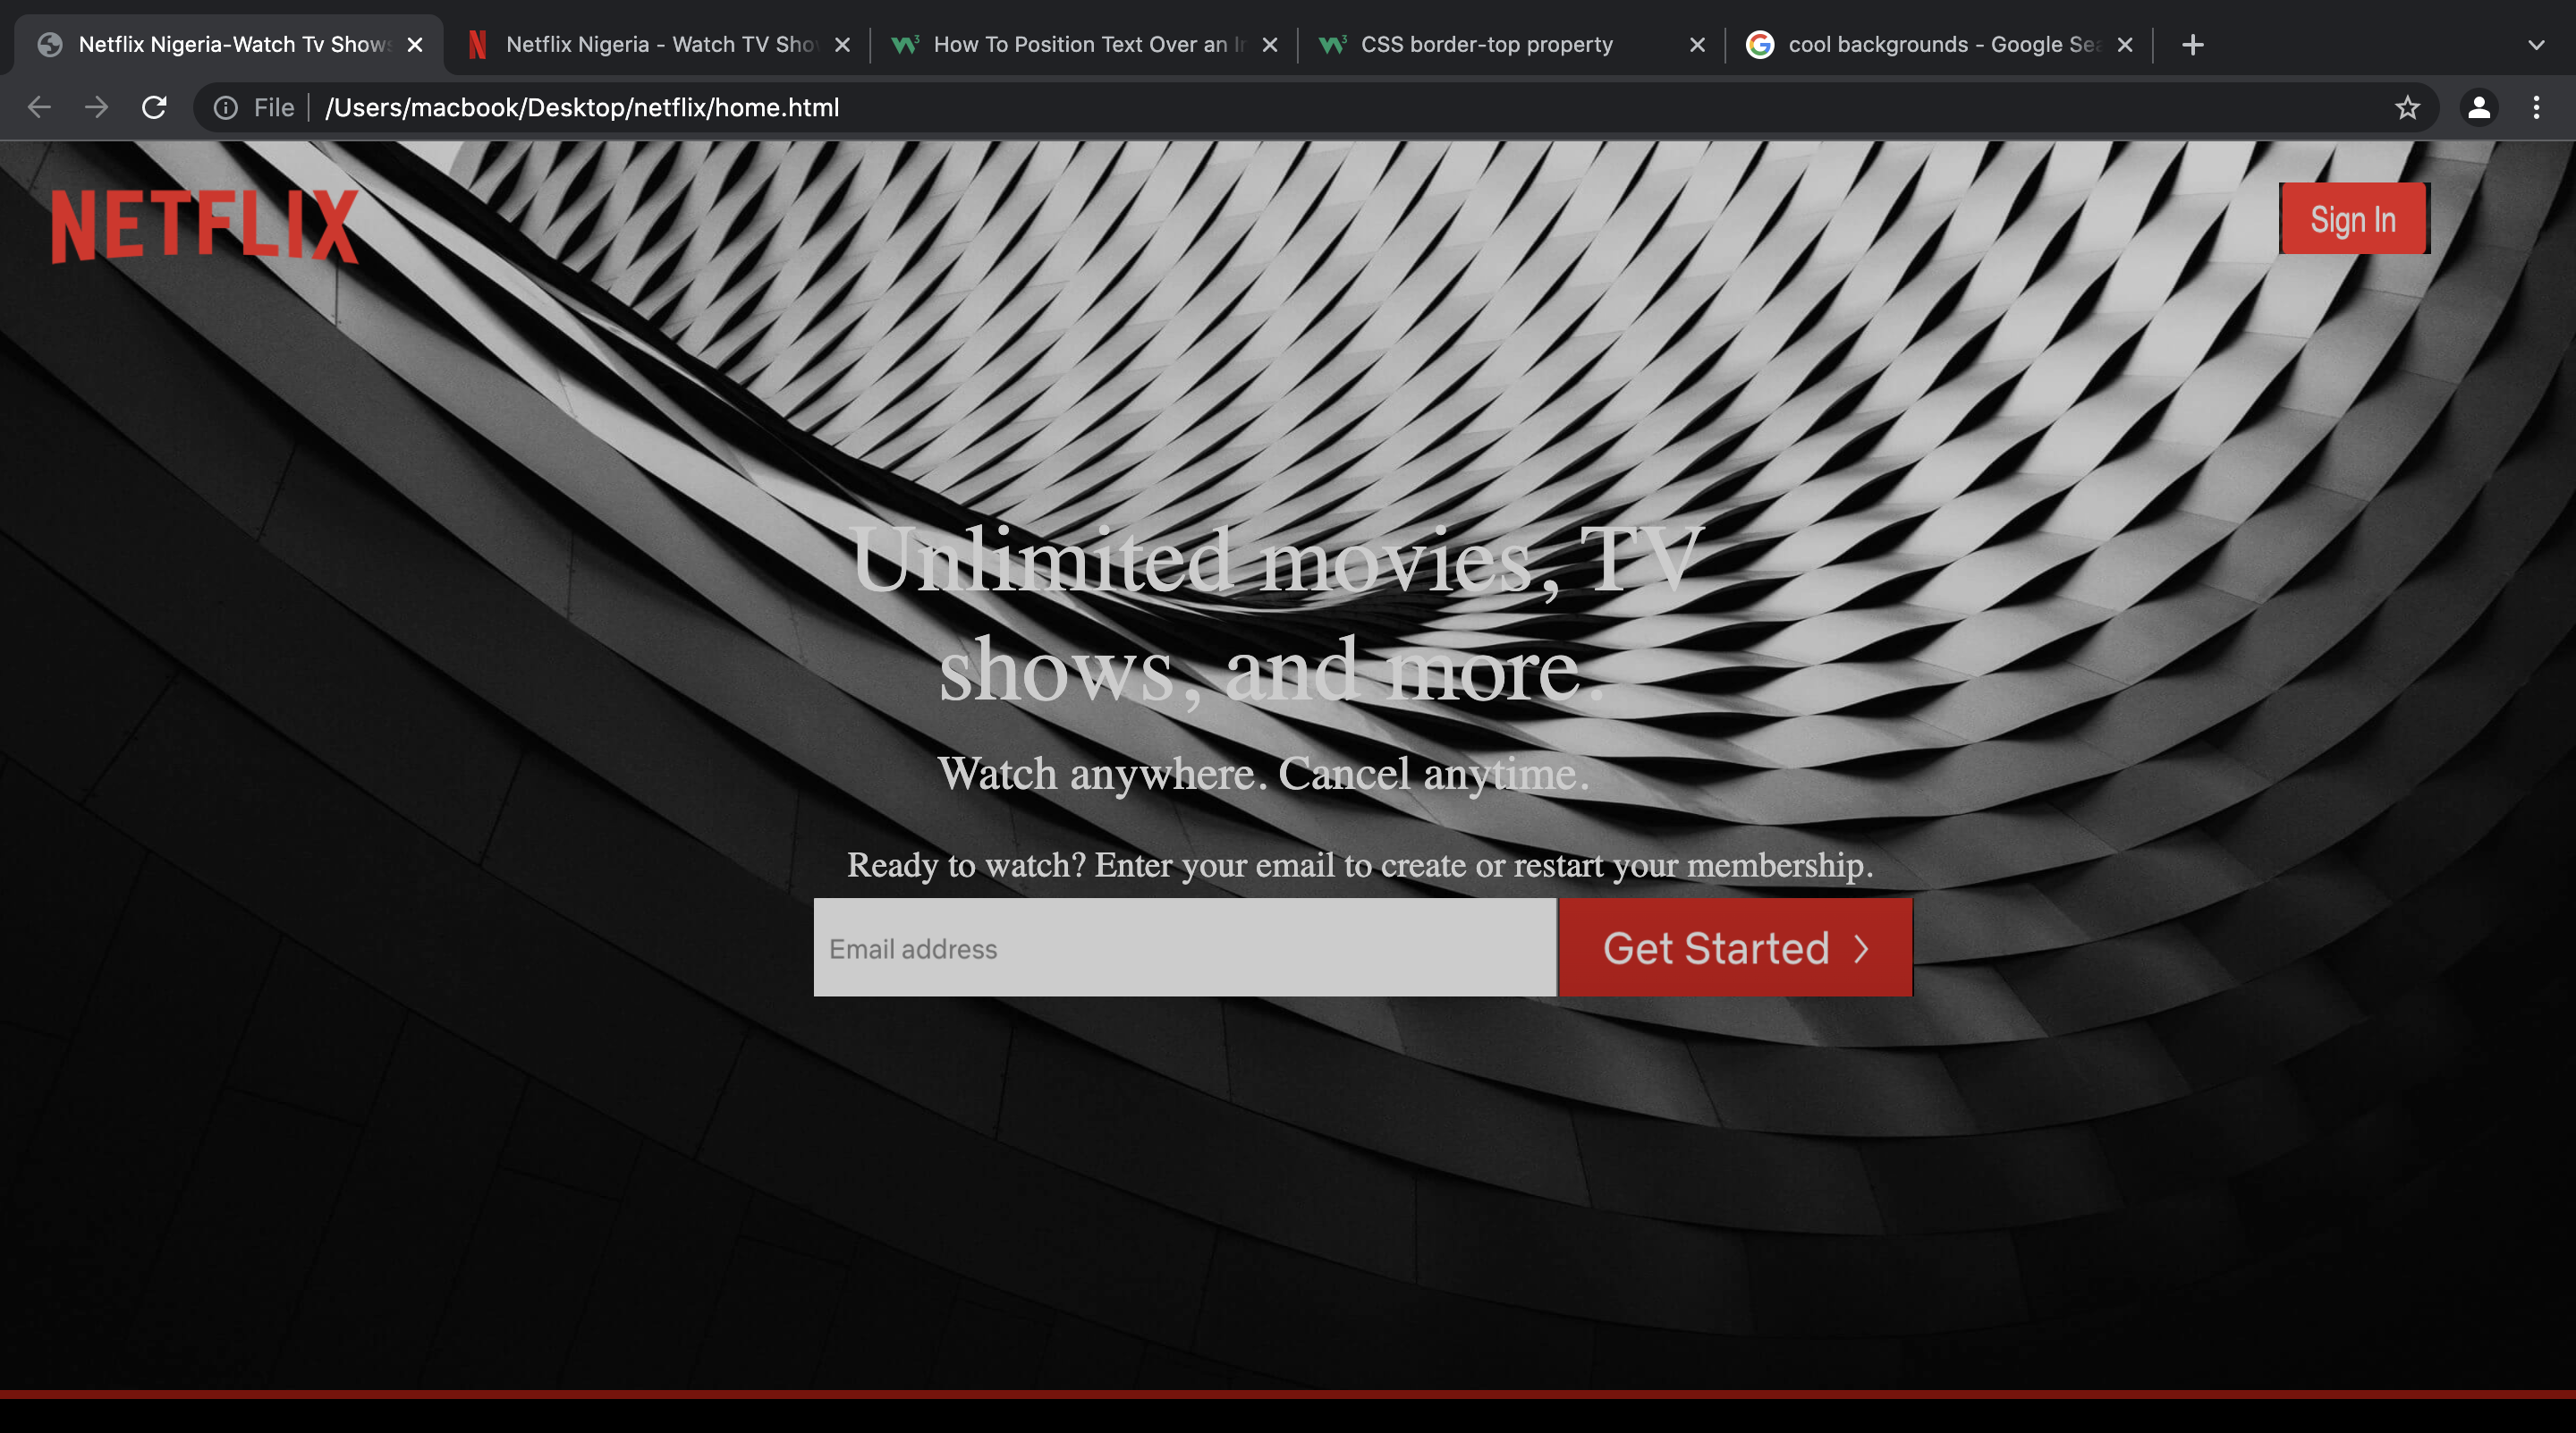 Netflix Nigeria-Watch Tv Shows
Netflix Nigeria - Watch TV Sho
How To Position Text Over an I
CSS border-top property
cool backgrounds - Google Sea
File
/Users/macbook/Desktop/netflix/home.html
NETFLIX
Sign In
Unlimited movies, TV
shows, and more.
Watch anywhere. Cancel anytime.
Ready to watch? Enter your email to create or restart your membership.
Email address
Get Started >